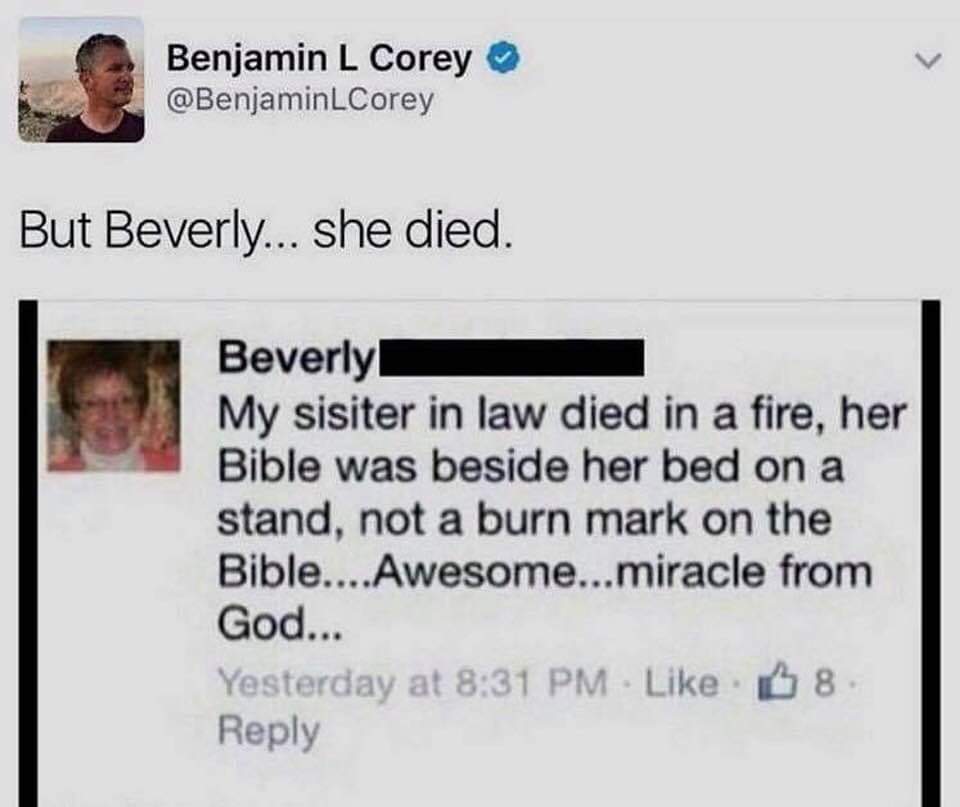 Benjamin L Corey
@BenjaminLCorey
But Beverly... she died.
Beverly
My sisiter in law died in a fire, her
Bible was beside her bed on a
stand, not a burn mark on the
Bible....Awesome...miracle from
God...
Yesterday at 8:31 PM · Like · 8 ·
Reply